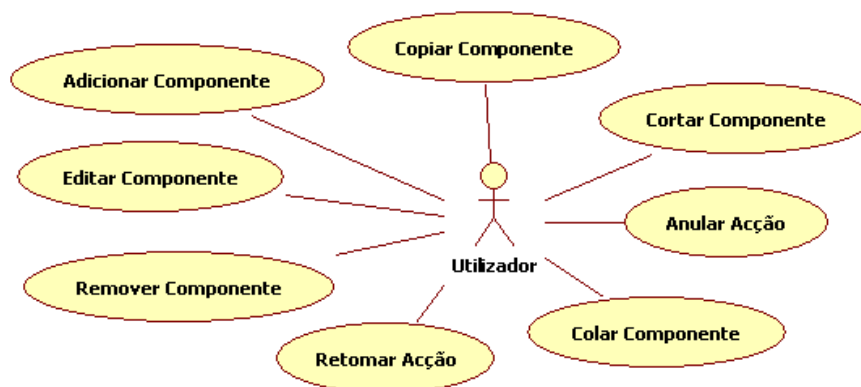 Copiar Componente
Adicionar Componente
Cortar Componente
Editar Componente
Anular Acção
Utilizador
Remover Componente
Colar Componente
Retomar Acção